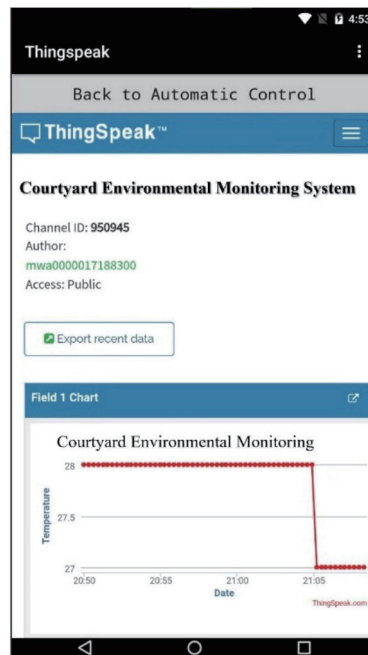 4:53
Thingspeak
Back to Automatic Control
ThingSpeak™
Courtyard Environmental Monitoring System
Channel ID: 950945
Author:
mwa0000017188300
Access: Public
Export recent data
Field 1 Chart
Courtyard Environmental Monitoring
28
27.5
27
Temperature
20:50 20:55 21:00 21:05
Date
ThingSpeak.com